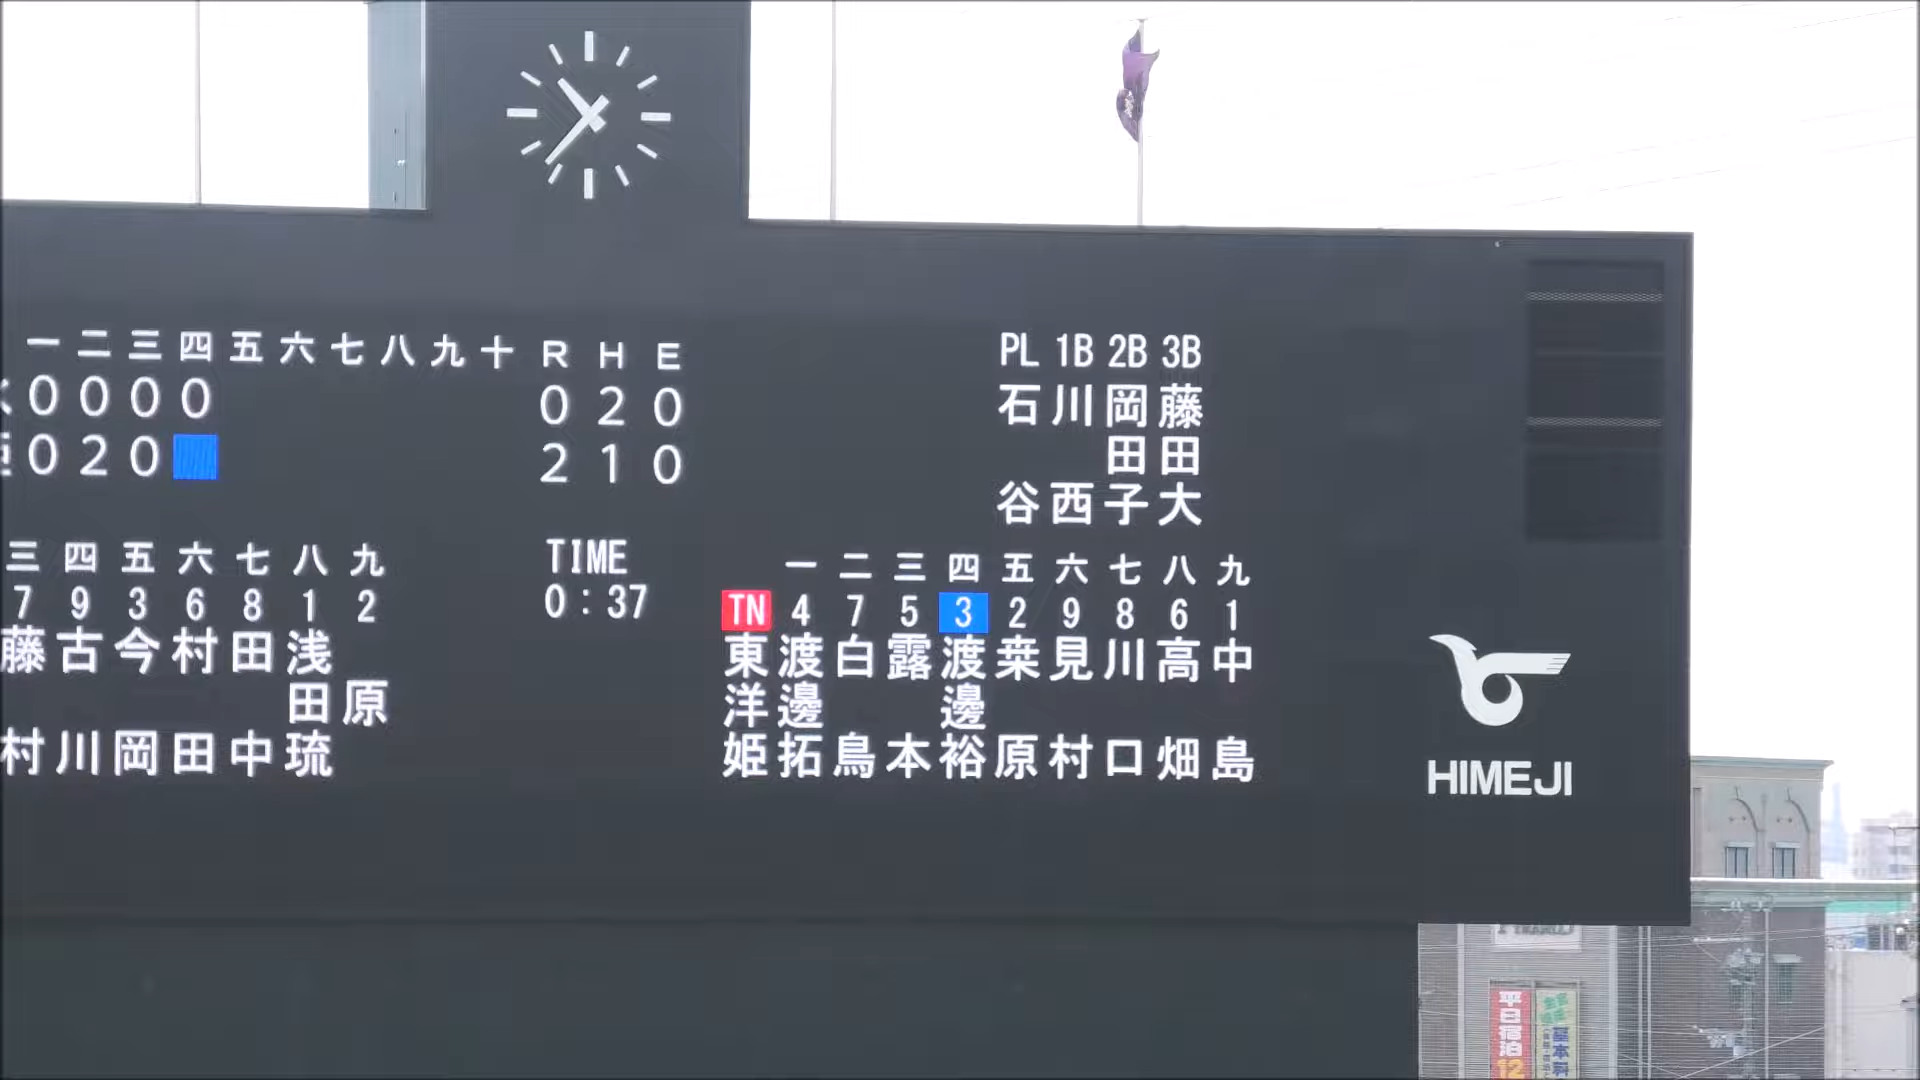 一 二 三 四 五 六 七 八 九 十 R H E
0 0 0 0 0 2 0
0 2 0 2 1 0
PL 1B 2B 3B
石 川 岡 藤
田 田
谷 西 子 大
TIME
0:37
三 四 五 六 七 八 九
7 9 3 6 8 1 2
藤 古 今 村 田 浅
田 原
村 川 岡 田 中 琉
一 二 三 四 五 六 七 八 九
TN 4 7 5 3 2 9 8 6 1
東 渡 白 露 渡 桒 見 川 高 中
洋 邊 邊
姫 拓 鳥 本 裕 原 村 口 畑 島
HIMEJI
平日宿泊
12
基本料